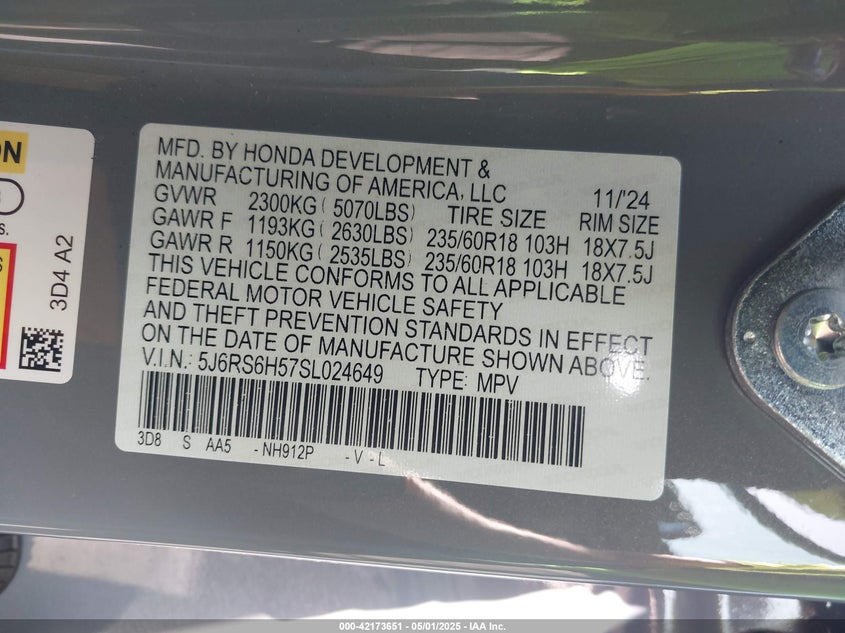 ON
s.
S
3D4 A2
MFD. BY HONDA DEVELOPMENT &
MANUFACTURING OF AMERICA, LLC 11/'24
GVWR 2300KG ( 5070LBS) TIRE SIZE RIM SIZE
GAWR F 1193KG ( 2630LBS) 235/60R18 103H 18X7.5J
GAWR R 1150KG ( 2535LBS) 235/60R18 103H 18X7.5J
THIS VEHICLE CONFORMS TO ALL APPLICABLE
FEDERAL MOTOR VEHICLE SAFETY
AND THEFT PREVENTION STANDARDS IN EFFECT
ON THE DATE OF MANUFACTURE SHOWN ABOVE.
V.I.N.: 5J6RS6H57SL024649 TYPE: MPV
3D8 S AA5 -NH912P -V -L
000-42173651 - 05/01/2025 - IAA Inc.